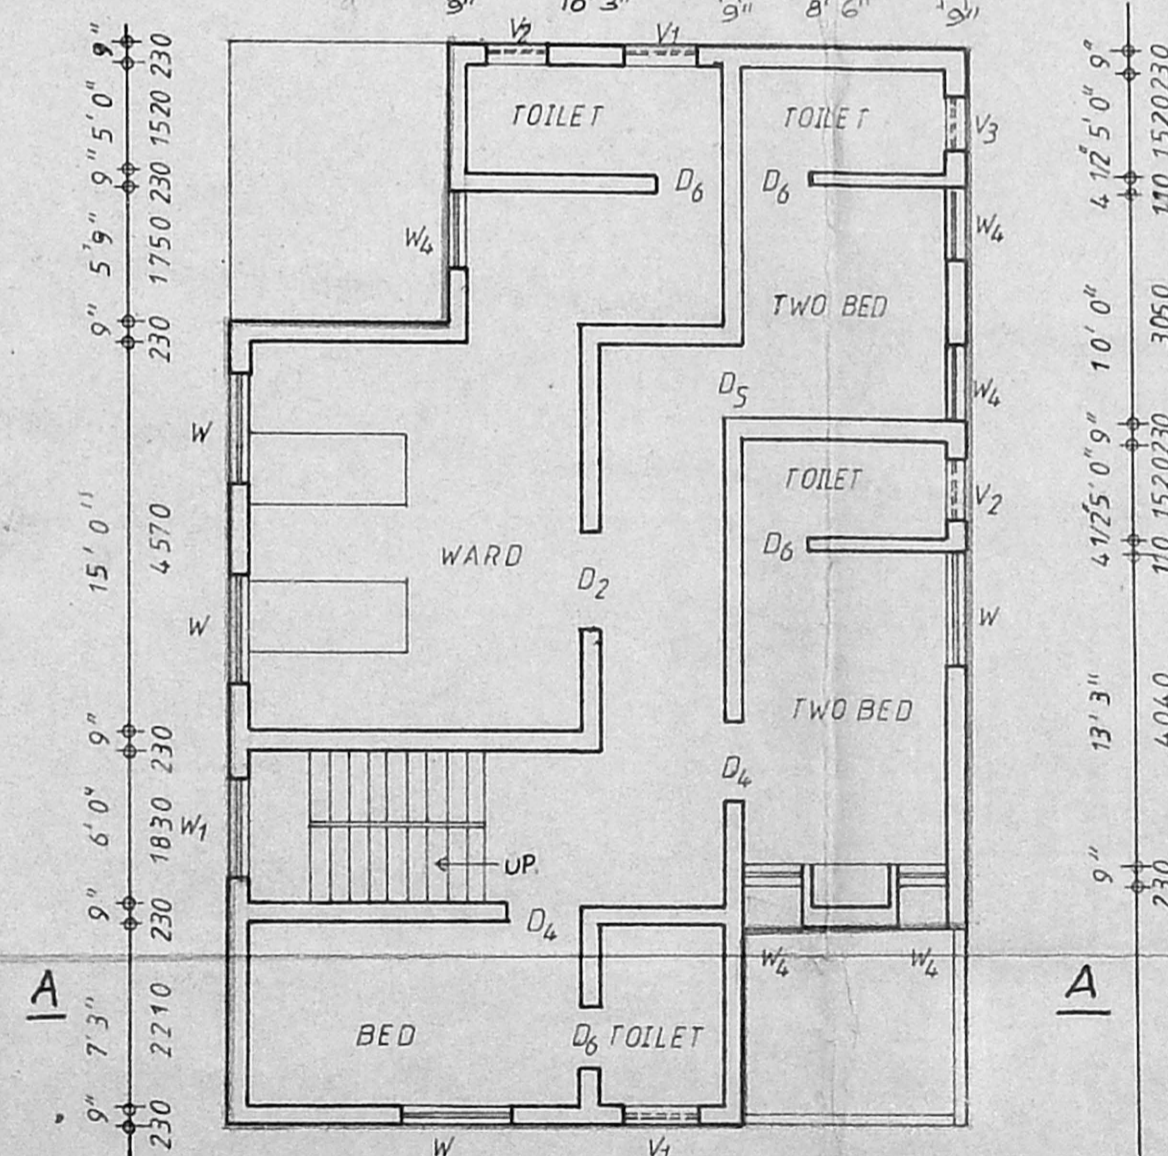 9" 10' 3" 9" 8' 6" 9"
V2 V1
9" 230
5' 0" 1520
9" 230
5' 9" 1750
9" 230
15' 0" 4570
9" 230
6' 0" 1830
9" 230
7' 3" 2210
9" 230
TOILET
TOILET
V3
D6
D6
W4
W4
TWO BED
D5
W4
W
TOILET
V2
WARD
D6
D2
W
W
TWO BED
D4
W1
UP.
D4
W4
W4
A
A
BED
D6 TOILET
W
V1
9" 230
5' 0" 1520
4 1/2" 110
10' 0" 3050
9" 230
5' 0" 1520
4 1/2" 110
13' 3" 4040
9" 230